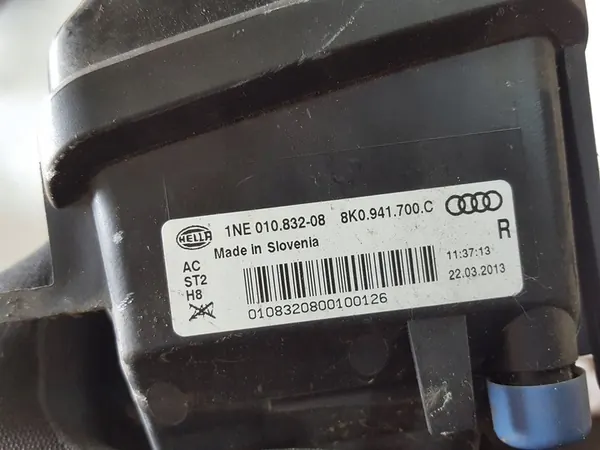 HELLA 1NE 010.832-08 8K0.941.700.C
Made in Slovenia R
AC 11:37:13
ST2 22.03.2013
H8
0108320800100126